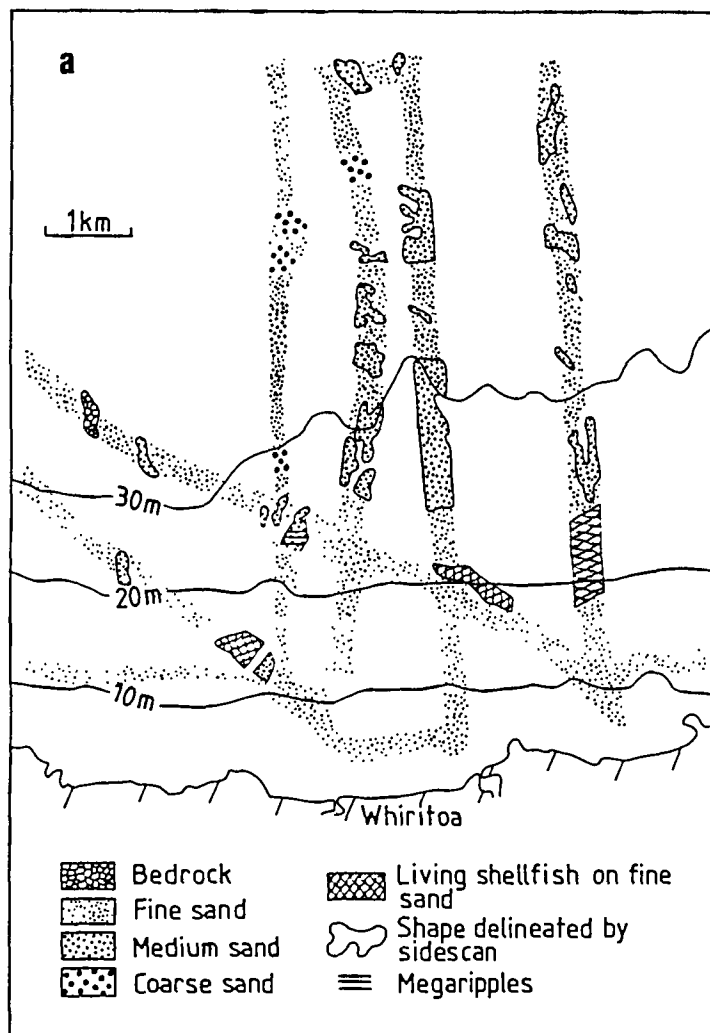 a
1km
30m
20m
10m
Whiritoa
Bedrock
Fine sand
Medium sand
Coarse sand
Living shellfish on fine
sand
Shape delineated by
sidescan
Megaripples